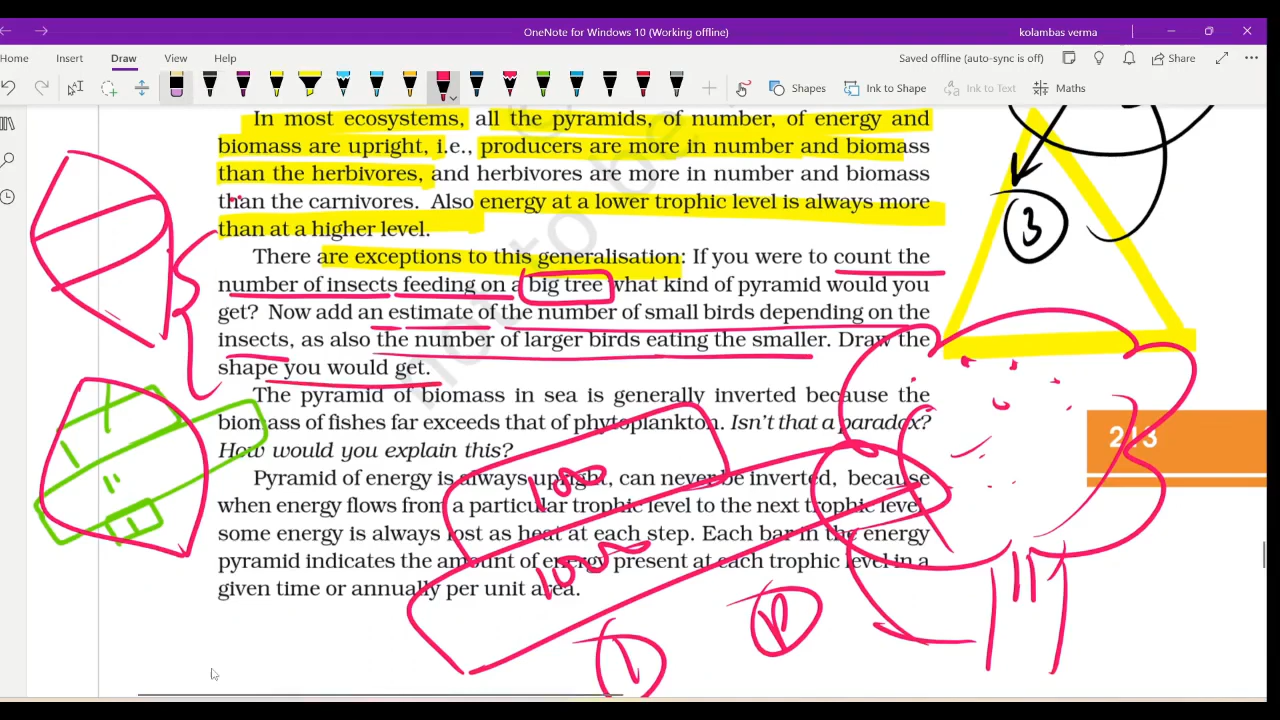 OneNote for Windows 10 (Working offline)
kolambas verma
Home Insert Draw View Help
Saved offline (auto-sync is off)
Share
Shapes
Ink to Shape
Ink to Text
Maths
In most ecosystems, all the pyramids, of number, of energy and
biomass are upright, i.e., producers are more in number and biomass
than the herbivores, and herbivores are more in number and biomass
than the carnivores. Also energy at a lower trophic level is always more
than at a higher level.
There are exceptions to this generalisation: If you were to count the
number of insects feeding on a big tree what kind of pyramid would you
get? Now add an estimate of the number of small birds depending on the
insects, as also the number of larger birds eating the smaller. Draw the
shape you would get.
The pyramid of biomass in sea is generally inverted because the
biomass of fishes far exceeds that of phytoplankton. Isn't that a paradox?
How would you explain this?
Pyramid of energy is always upright, can never be inverted, because
when energy flows from a particular trophic level to the next trophic level,
some energy is always lost as heat at each step. Each bar in the energy
pyramid indicates the amount of energy present at each trophic level in a
given time or annually per unit area.
3
213
100
1000